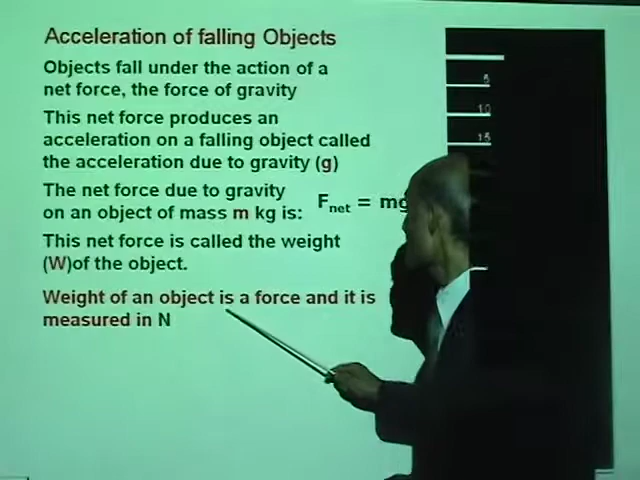 Acceleration of falling Objects
Objects fall under the action of a
net force, the force of gravity
This net force produces an
acceleration on a falling object called
the acceleration due to gravity (g)
The net force due to gravity
on an object of mass m kg is:
Fnet = mg
This net force is called the weight
(W)of the object.
Weight of an object is a force and it is
measured in N
5
10
15